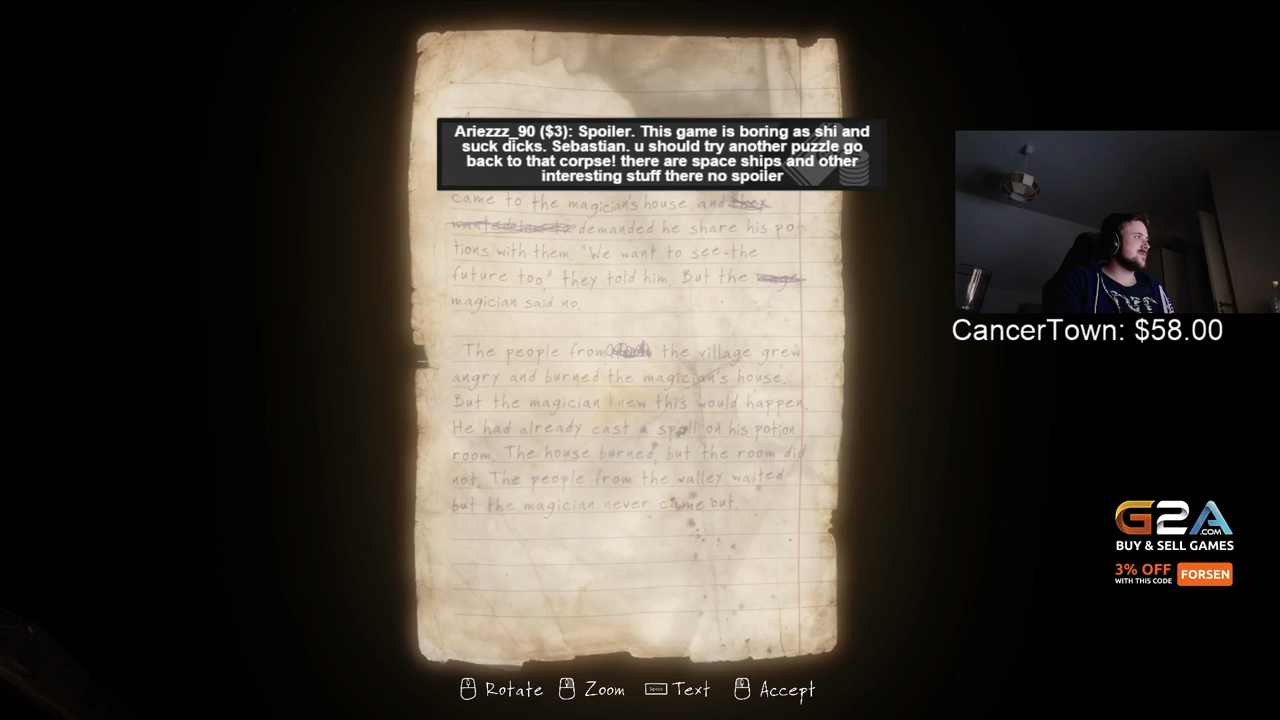 Ariezzz_90 ($3): Spoiler. This game is boring as shi and
suck dicks. Sebastian. u should try another puzzle go
back to that corpse! there are space ships and other
interesting stuff there no spoiler
came to the magician's house and they
wanted him to demanded he share his po-
tions with them. "We want to see the
future too," they told him. But the mage
magician said no.
The people from the village grew
angry and burned the magician's house.
But the magician knew this would happen.
He had already cast a spell on his potion
room. The house burned, but the room did
not. The people from the valley waited
but the magician never came out.
Rotate Zoom Space Text Accept
CancerTown: $58.00
G2A
.COM
BUY & SELL GAMES
3% OFF
WITH THIS CODE
FORSEN